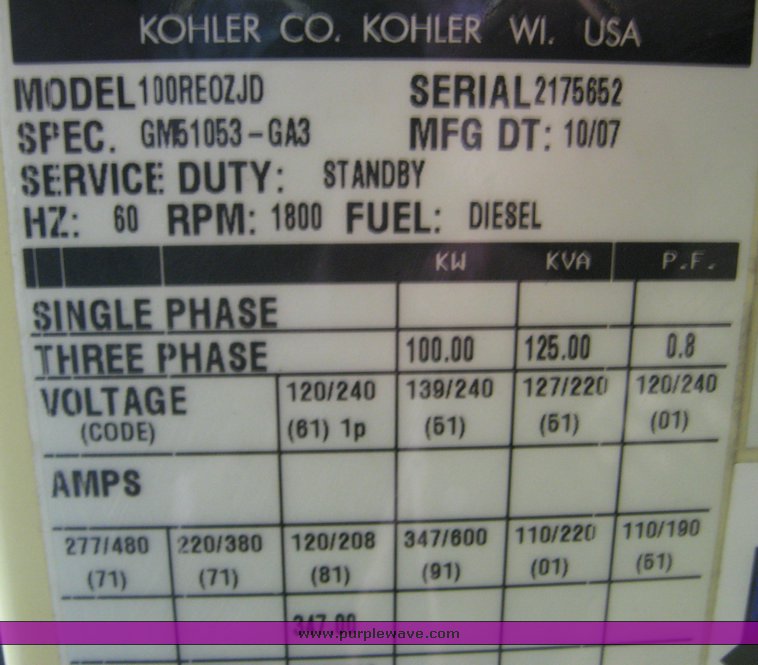 KOHLER CO. KOHLER WI. USA
MODEL 100REOZJD SERIAL 2175652
SPEC. GM51053-GA3 MFG DT: 10/07
SERVICE DUTY: STANDBY
HZ: 60 RPM: 1800 FUEL: DIESEL
KW KVA P.F.
SINGLE PHASE
THREE PHASE 100.00 125.00 0.8
VOLTAGE 120/240 139/240 127/220 120/240
(CODE) (61) 1p (51) (51) (01)
AMPS
277/480 220/380 120/208 347/600 110/220 110/190
(71) (71) (81) (91) (01) (51)
347.00
www.purplewave.com